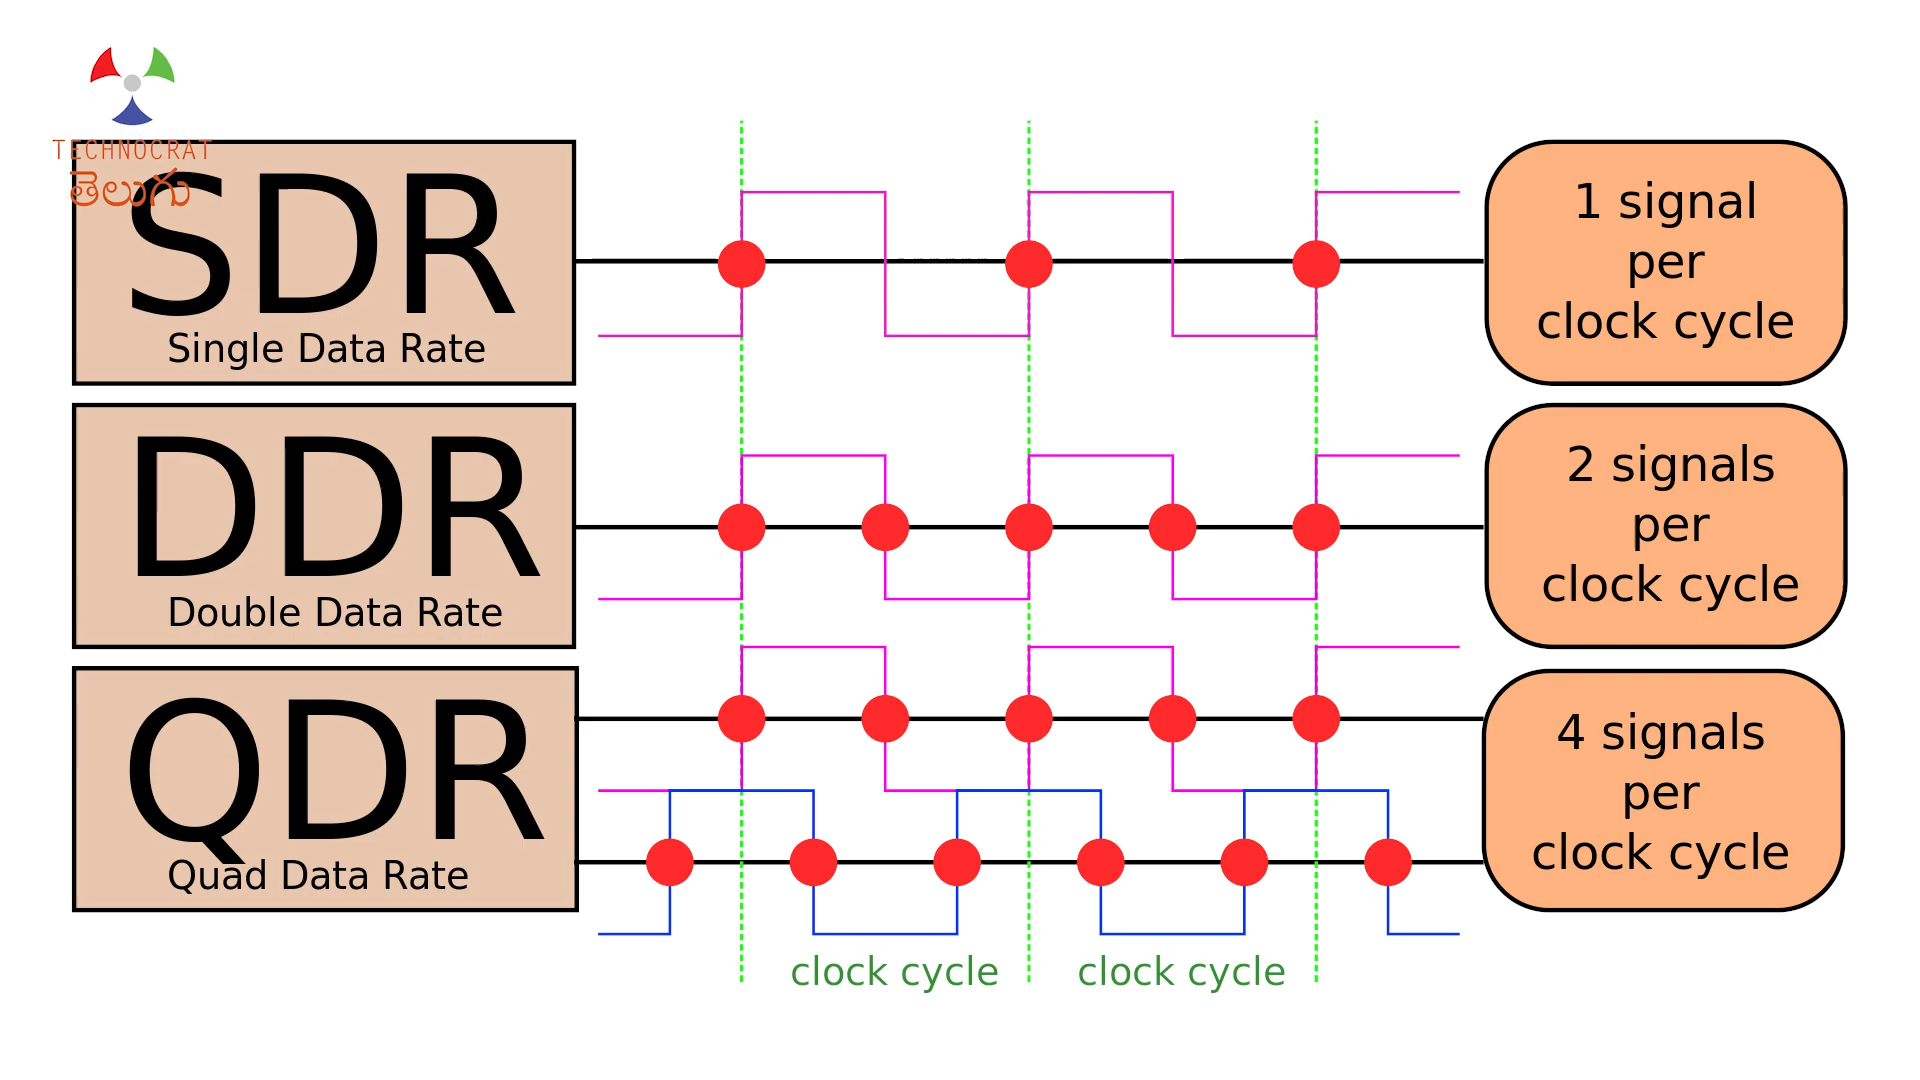 TECHNOCRAT
తెలుగు
SDR
Single Data Rate
1 signal
per
clock cycle
DDR
Double Data Rate
2 signals
per
clock cycle
QDR
Quad Data Rate
4 signals
per
clock cycle
clock cycle
clock cycle